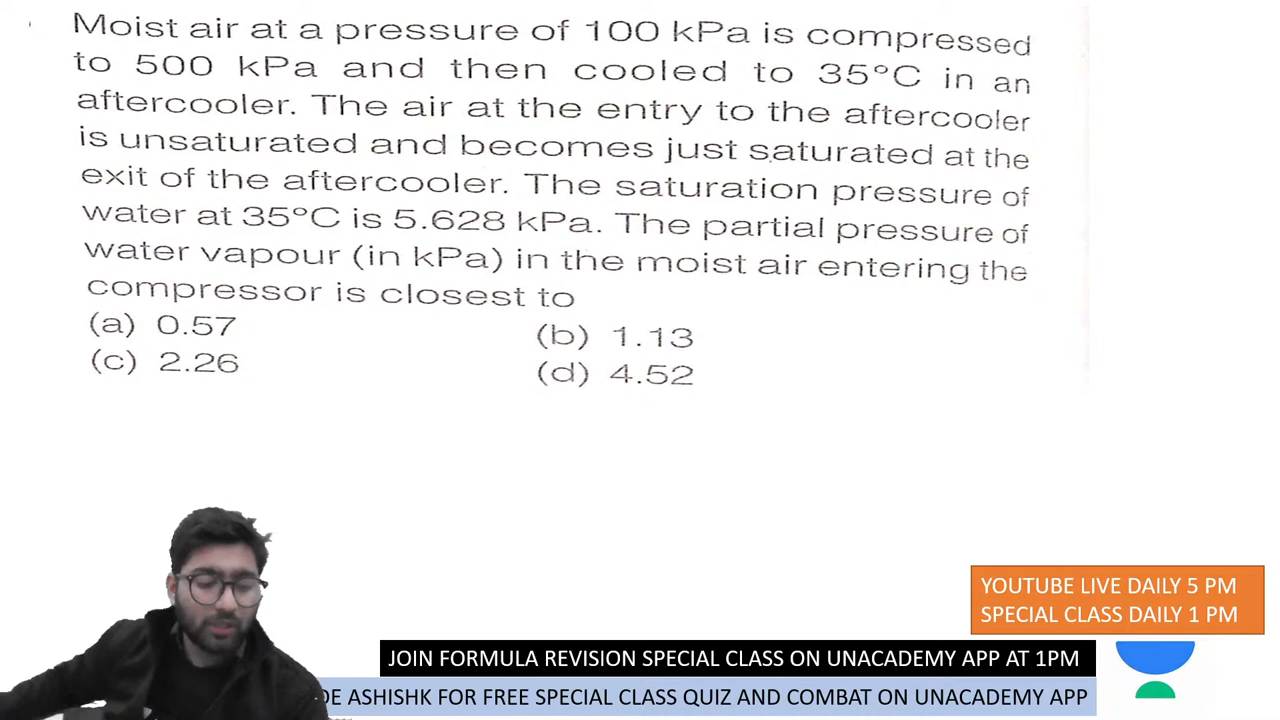 Moist air at a pressure of 100 kPa is compressed
to 500 kPa and then cooled to 35°C in an
aftercooler. The air at the entry to the aftercooler
is unsaturated and becomes just saturated at the
exit of the aftercooler. The saturation pressure of
water at 35°C is 5.628 kPa. The partial pressure of
water vapour (in kPa) in the moist air entering the
compressor is closest to
(a) 0.57 (b) 1.13
(c) 2.26 (d) 4.52
YOUTUBE LIVE DAILY 5 PM
SPECIAL CLASS DAILY 1 PM
JOIN FORMULA REVISION SPECIAL CLASS ON UNACADEMY APP AT 1PM
ASHISHK FOR FREE SPECIAL CLASS QUIZ AND COMBAT ON UNACADEMY APP